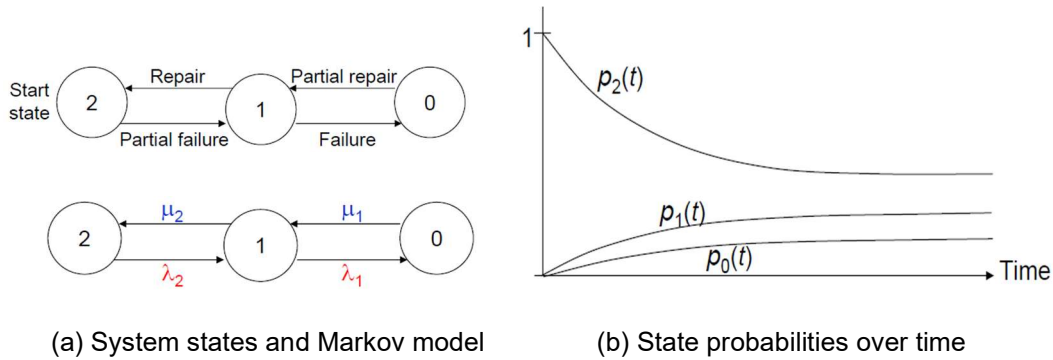 Repair
Partial repair
Start
state
2
1
0
Partial failure
Failure
μ2
μ1
2
1
0
λ2
λ1
(a) System states and Markov model
1
p2(t)
p1(t)
p0(t)
Time
(b) State probabilities over time